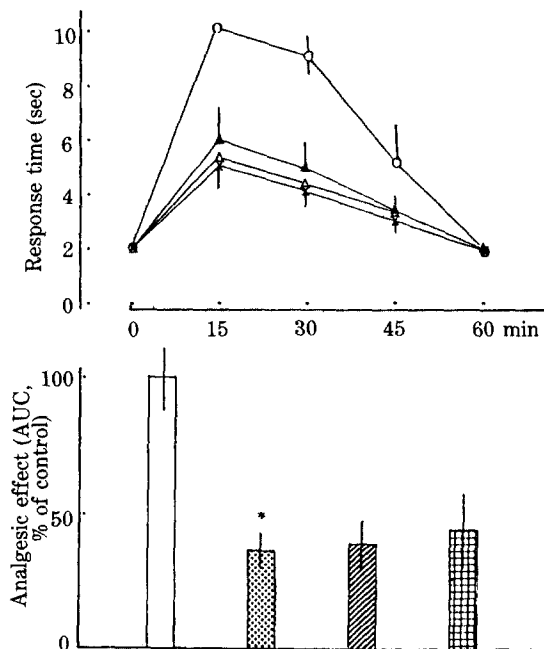 Response time (sec)
10
8
6
4
2
0
0 15 30 45 60 min
Analgesic effect (AUC,
% of control)
100
50
0
*